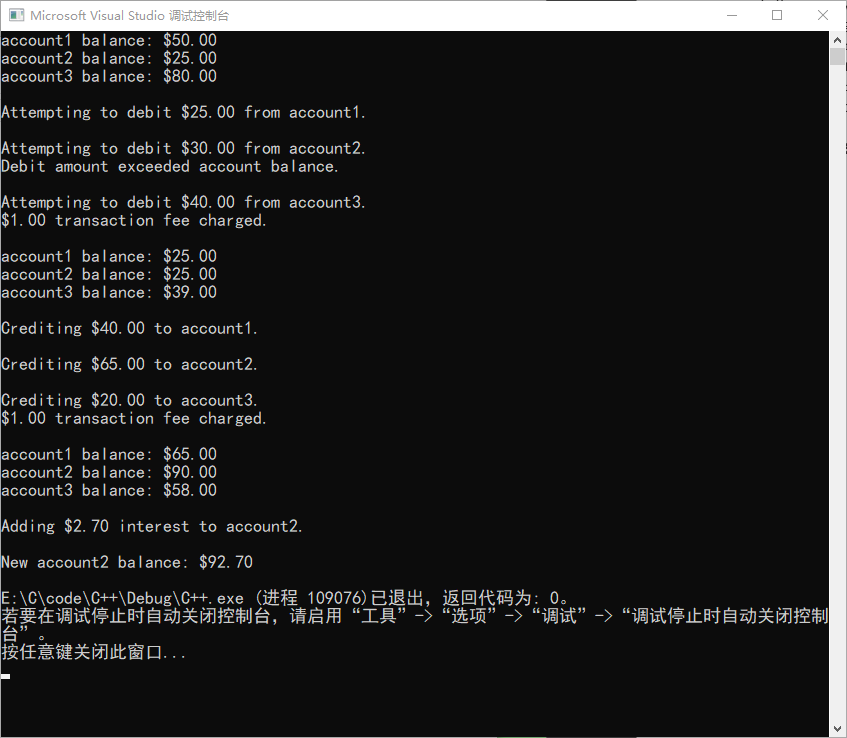 Microsoft Visual Studio 调试控制台
account1 balance: $50.00
account2 balance: $25.00
account3 balance: $80.00
Attempting to debit $25.00 from account1.
Attempting to debit $30.00 from account2.
Debit amount exceeded account balance.
Attempting to debit $40.00 from account3.
$1.00 transaction fee charged.
account1 balance: $25.00
account2 balance: $25.00
account3 balance: $39.00
Crediting $40.00 to account1.
Crediting $65.00 to account2.
Crediting $20.00 to account3.
$1.00 transaction fee charged.
account1 balance: $65.00
account2 balance: $90.00
account3 balance: $58.00
Adding $2.70 interest to account2.
New account2 balance: $92.70
E:\C\code\C++\Debug\C++.exe (进程 109076)已退出，返回代码为: 0。
若要在调试停止时自动关闭控制台，请启用“工具”->“选项”->“调试”->“调试停止时自动关闭控制
台”。
按任意键关闭此窗口...